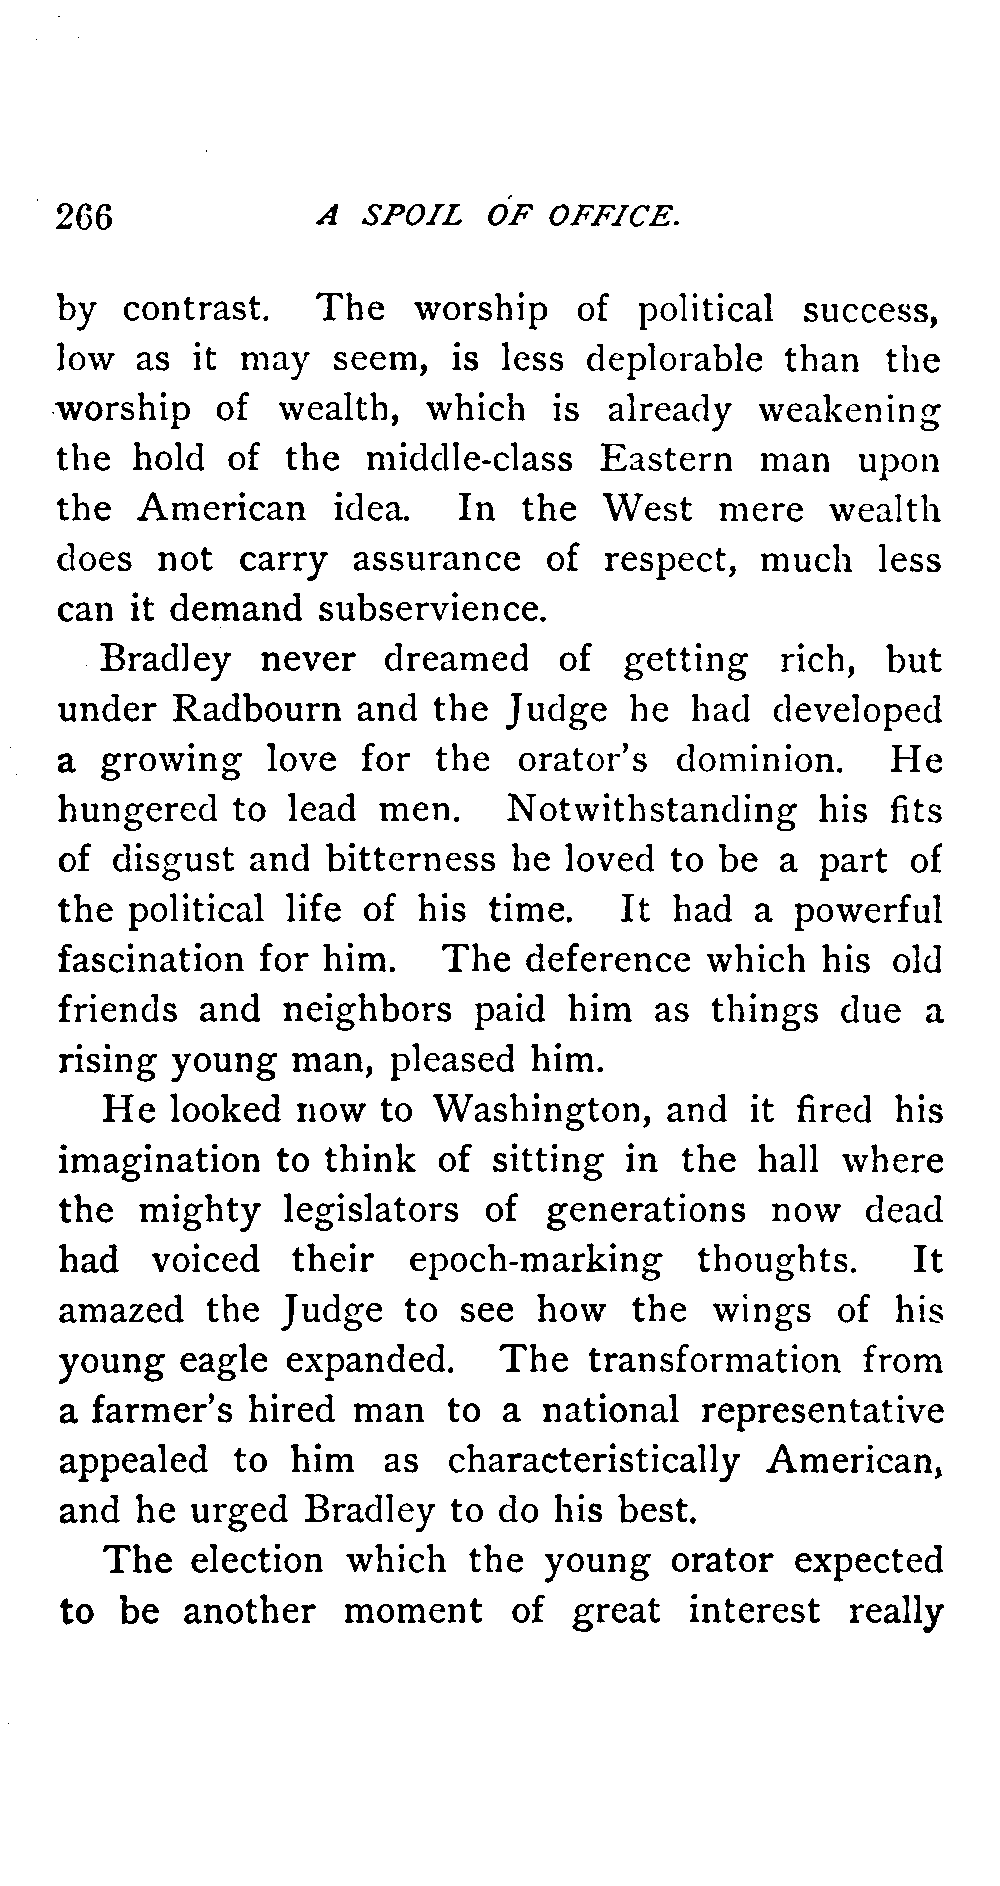 266 A SPOIL OF OFFICE.
by contrast. The worship of political success,
low as it may seem, is less deplorable than the
worship of wealth, which is already weakening
the hold of the middle-class Eastern man upon
the American idea. In the West mere wealth
does not carry assurance of respect, much less
can it demand subservience.
Bradley never dreamed of getting rich, but
under Radbourn and the Judge he had developed
a growing love for the orator's dominion. He
hungered to lead men. Notwithstanding his fits
of disgust and bitterness he loved to be a part of
the political life of his time. It had a powerful
fascination for him. The deference which his old
friends and neighbors paid him as things due a
rising young man, pleased him.
He looked now to Washington, and it fired his
imagination to think of sitting in the hall where
the mighty legislators of generations now dead
had voiced their epoch-marking thoughts. It
amazed the Judge to see how the wings of his
young eagle expanded. The transformation from
a farmer's hired man to a national representative
appealed to him as characteristically American,
and he urged Bradley to do his best.
The election which the young orator expected
to be another moment of great interest really